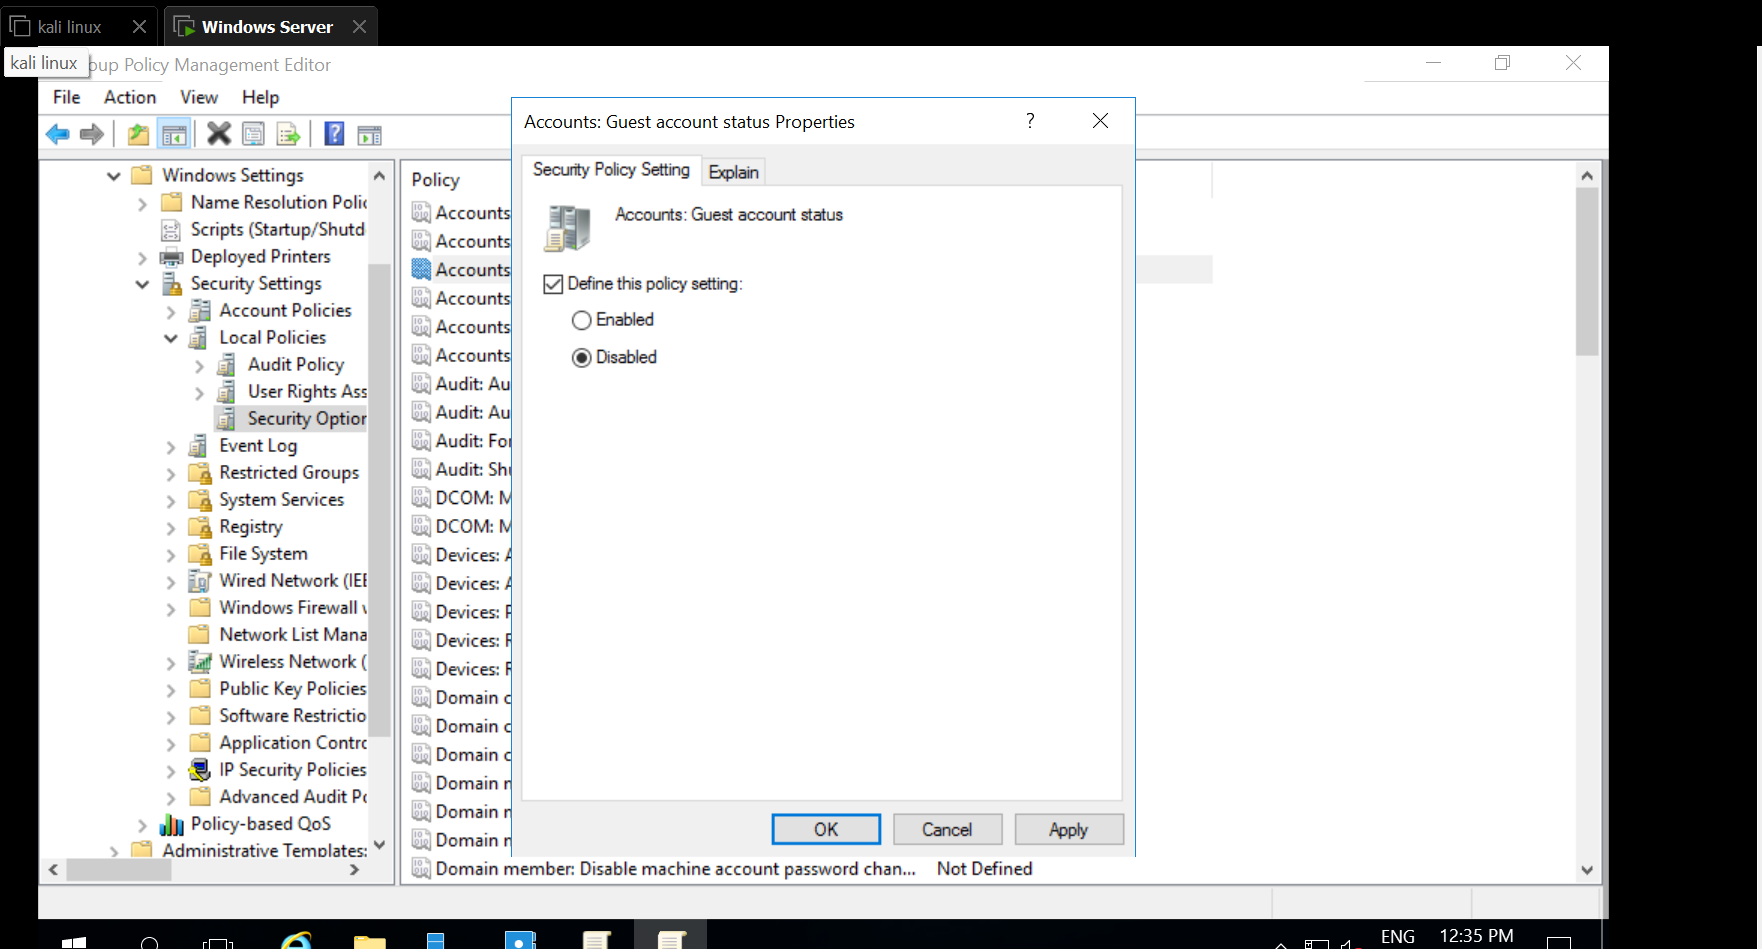 kali linux
Windows Server
kali linux
oup Policy Management Editor
File Action View Help
Windows Settings
Name Resolution Polic
Scripts (Startup/Shutd
Deployed Printers
Security Settings
Account Policies
Local Policies
Audit Policy
User Rights Ass
Security Option
Event Log
Restricted Groups
System Services
Registry
File System
Wired Network (IEE
Windows Firewall
Network List Mana
Wireless Network (
Public Key Policies
Software Restrictio
Application Contro
IP Security Policies
Advanced Audit Po
Policy-based QoS
Administrative Templates:
Policy
Accounts
Accounts
Accounts
Accounts
Accounts
Accounts
Audit: Au
Audit: Au
Audit: For
Audit: Shu
DCOM: M
DCOM: M
Devices: A
Devices: A
Devices: P
Devices: R
Devices: R
Domain c
Domain c
Domain c
Domain m
Domain m
Domain m
Domain member: Disable machine account password chan... Not Defined
Accounts: Guest account status Properties
?
Security Policy Setting
Explain
Accounts: Guest account status
Define this policy setting:
Enabled
Disabled
OK Cancel Apply
ENG 12:35 PM